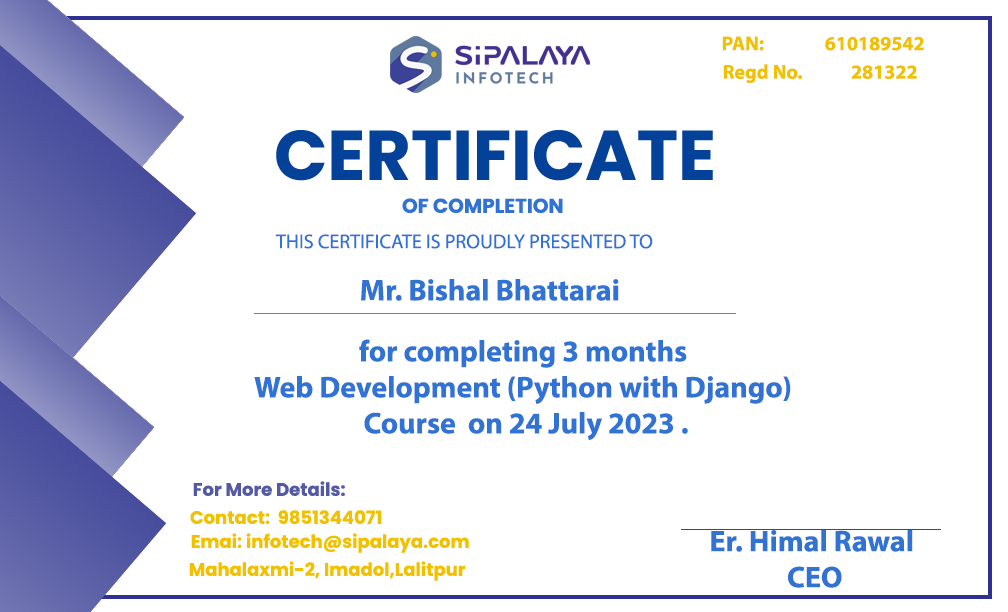 SiPALAYA
INFOTECH
PAN: 610189542
Regd No. 281322
CERTIFICATE
OF COMPLETION
THIS CERTIFICATE IS PROUDLY PRESENTED TO
Mr. Bishal Bhattarai
for completing 3 months
Web Development (Python with Django)
Course on 24 July 2023 .
For More Details:
Contact: 9851344071
Emai: infotech@sipalaya.com
Mahalaxmi-2, Imadol,Lalitpur
Er. Himal Rawal
CEO